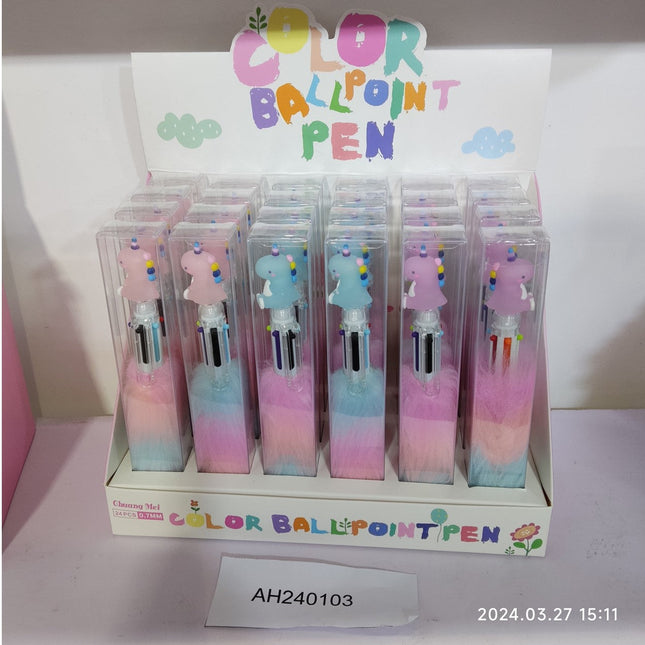 COLOR
BALLPOINT
PEN
Chuang Mei
24 PCS 0.7MM
COLOR BALLPOINT PEN
AH240103
2024.03.27 15:11